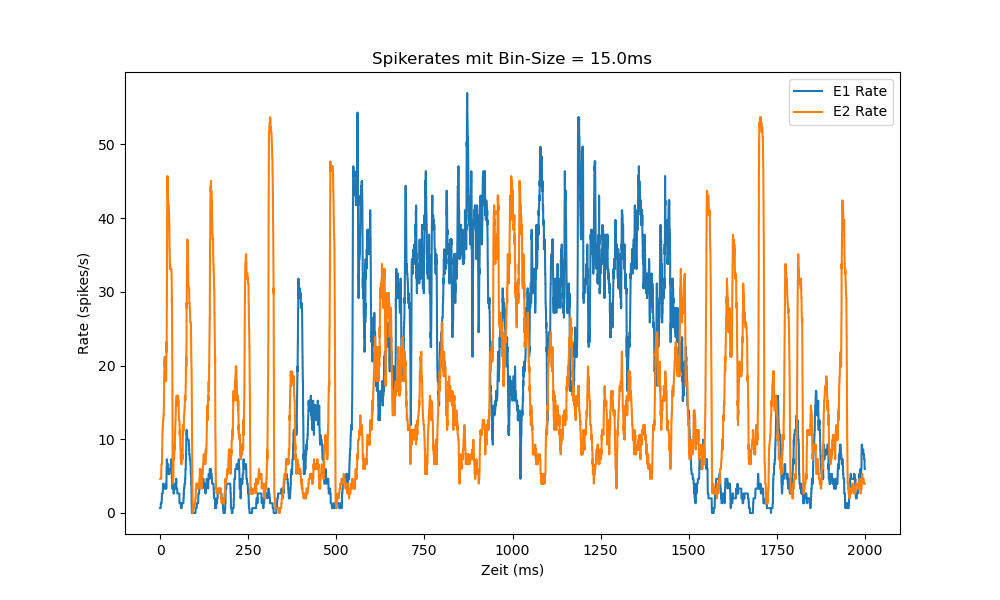 Spikerates mit Bin-Size = 15.0ms
E1 Rate
E2 Rate
Rate (spikes/s)
50
40
30
20
10
0
0 250 500 750 1000 1250 1500 1750 2000
Zeit (ms)